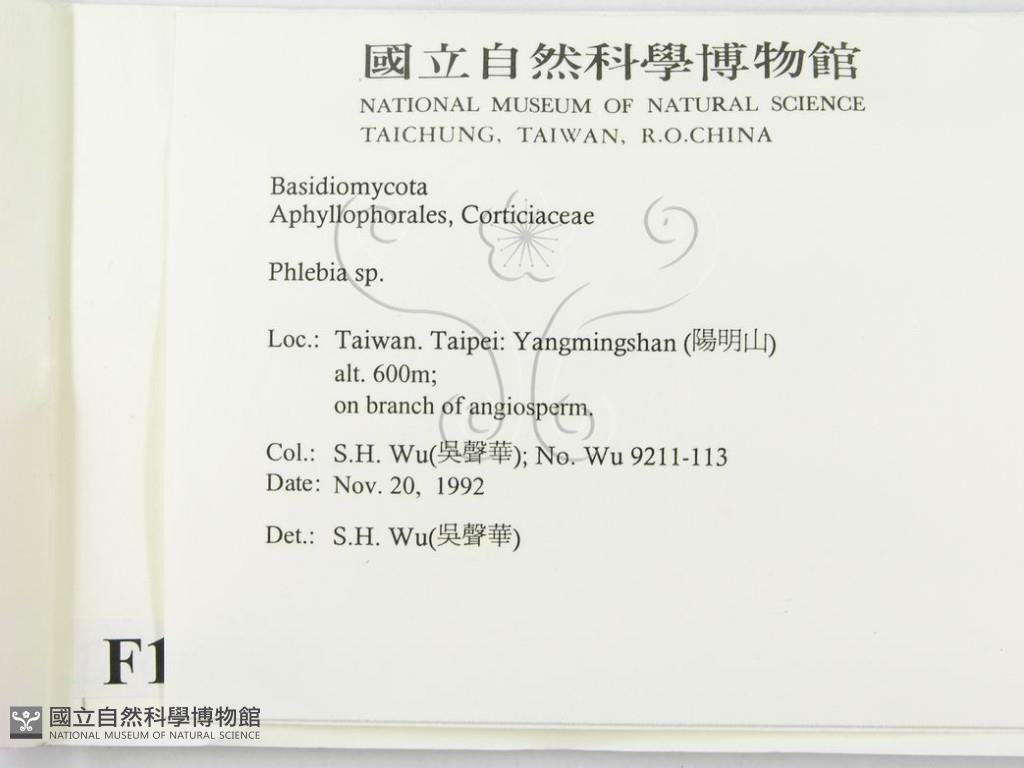 國立自然科學博物館
NATIONAL MUSEUM OF NATURAL SCIENCE
TAICHUNG, TAIWAN, R.O.CHINA
Basidiomycota
Aphyllophorales, Corticiaceae
Phlebia sp.
Loc.: Taiwan. Taipei: Yangmingshan (陽明山)
alt. 600m;
on branch of angiosperm.
Col.: S.H. Wu(吳聲華); No. Wu 9211-113
Date: Nov. 20, 1992
Det.: S.H. Wu(吳聲華)
F1
國立自然科學博物館
NATIONAL MUSEUM OF NATURAL SCIENCE